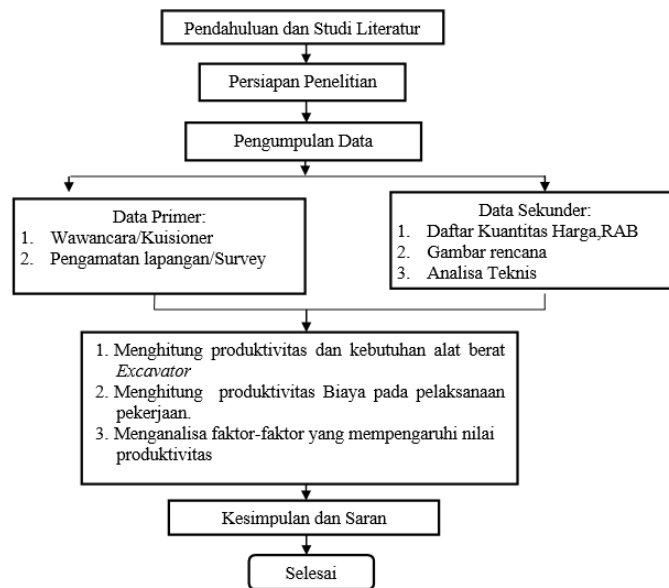 Pendahuluan dan Studi Literatur
Persiapan Penelitian
Pengumpulan Data
Data Primer:
1. Wawancara/Kuisioner
2. Pengamatan lapangan/Survey
Data Sekunder:
1. Daftar Kuantitas Harga,RAB
2. Gambar rencana
3. Analisa Teknis
1. Menghitung produktivitas dan kebutuhan alat berat
Excavator
2. Menghitung produktivitas Biaya pada pelaksanaan
pekerjaan.
3. Menganalisa faktor-faktor yang mempengaruhi nilai
produktivitas
Kesimpulan dan Saran
Selesai